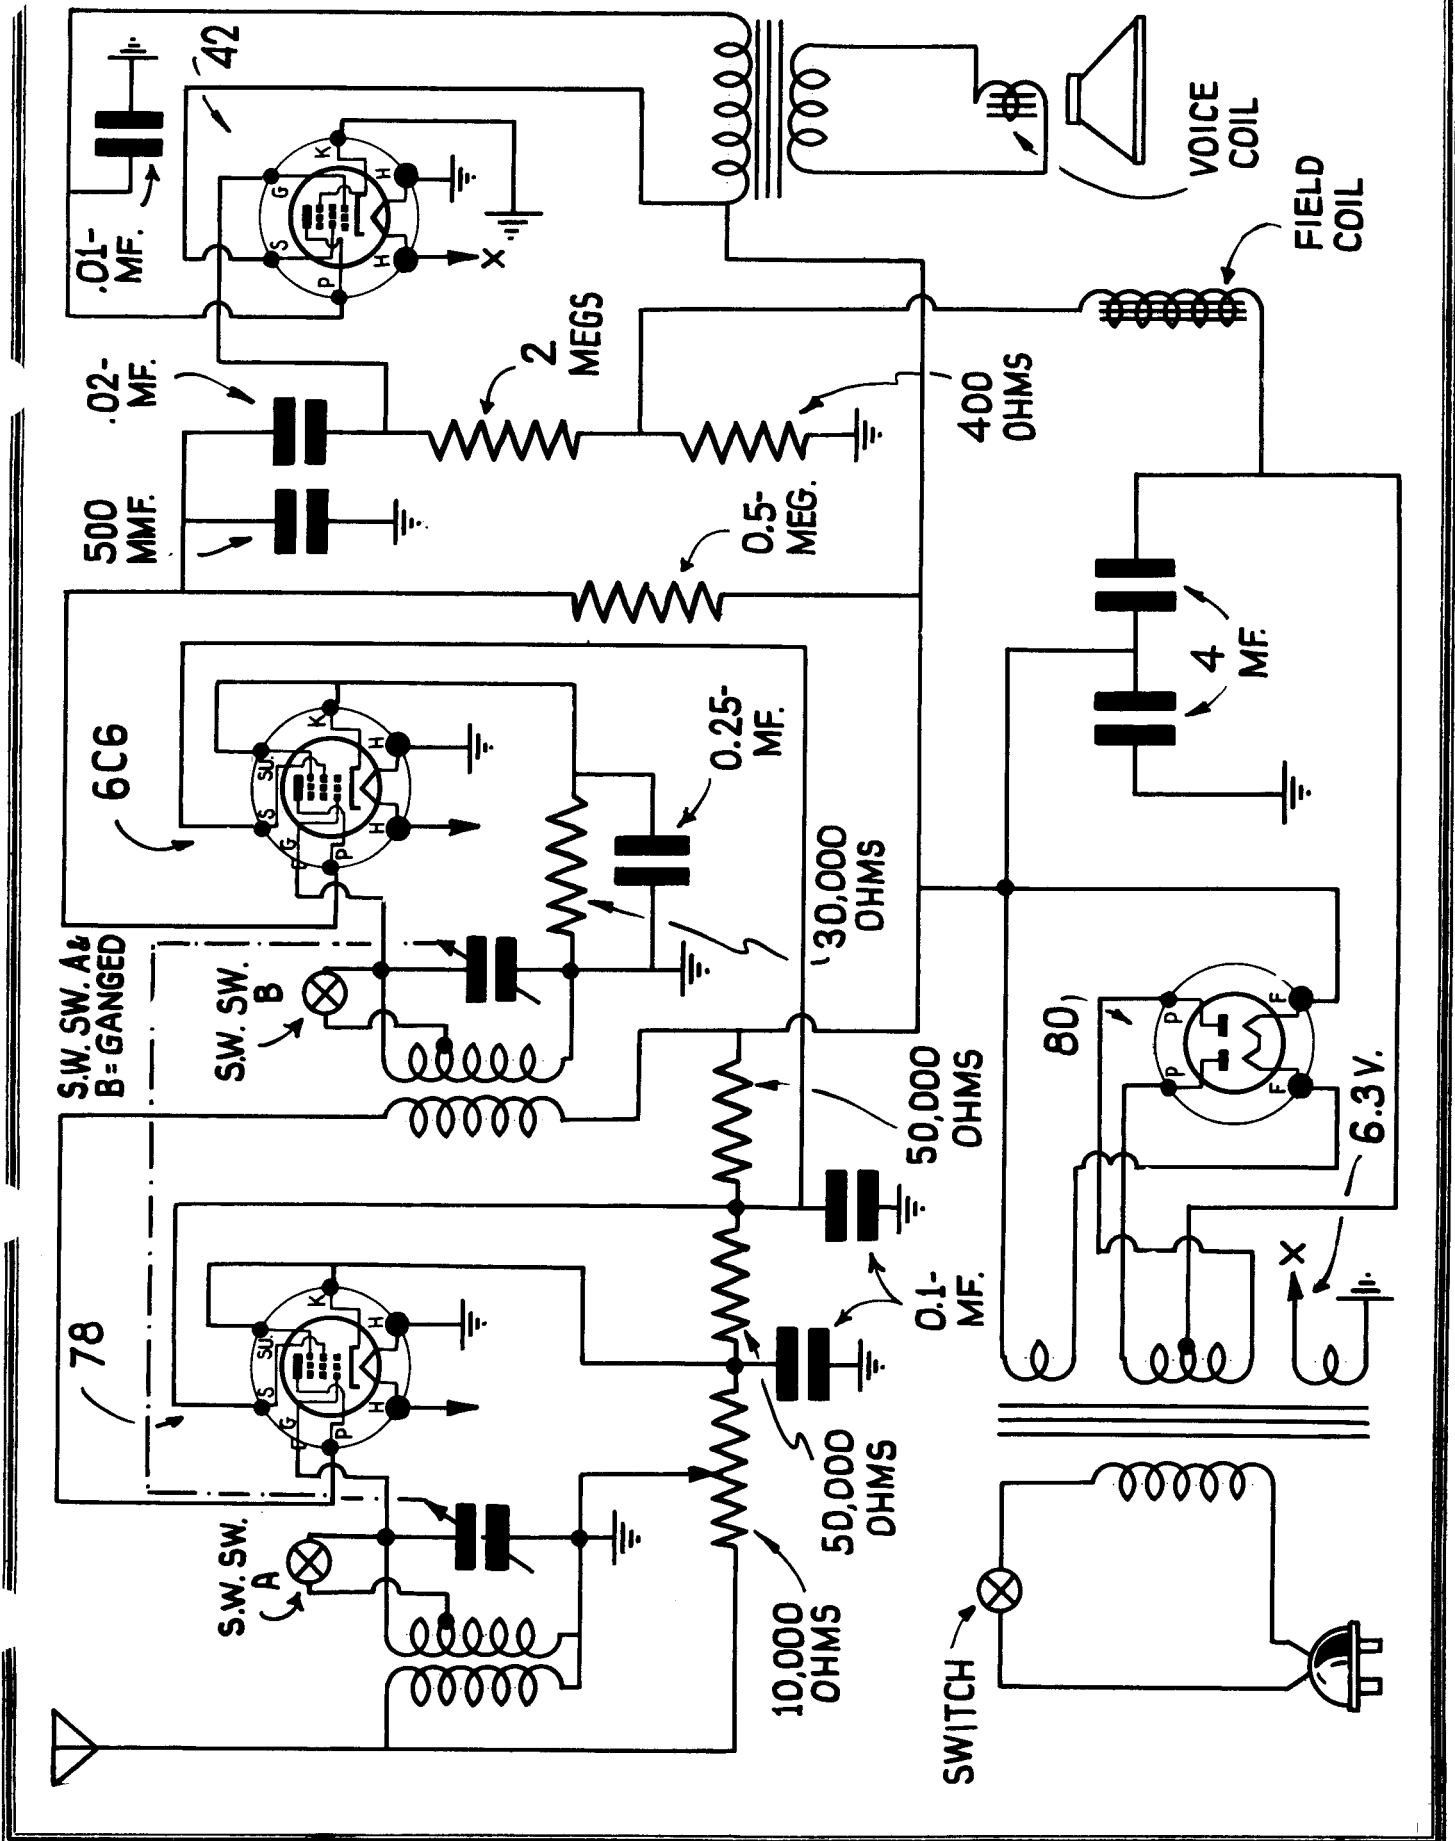 .01-
MF.
42
G
K
S
H
P
H
X
.02-
MF.
2
MEGS
500
MMF.
0.5-
MEG.
400
OHMS
VOICE
COIL
FIELD
COIL
6C6
SU.
K
S
H
G
P
H
0.25-
MF.
30,000
OHMS
4
MF.
S.W. SW. A &
B = GANGED
S.W. SW.
B
50,000
OHMS
80
P
F
P
F
6.3 V.
X
78
SU.
K
S
H
G
P
H
0.1-
MF.
50,000
OHMS
S.W. SW.
A
10,000
OHMS
SWITCH